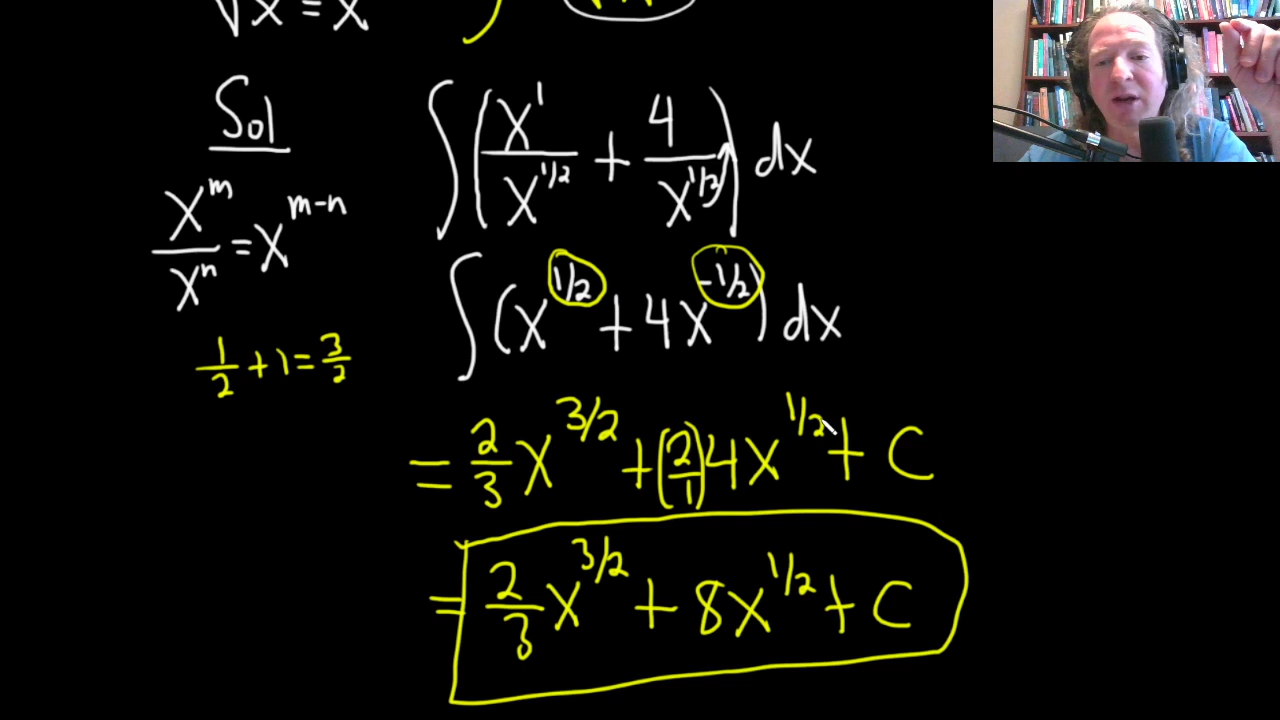 √x = x
Sol
∫(x^1/x^{1/2} + 4/x^{1/2}) dx
x^m/x^n = x^{m-n}
∫(x^{1/2} + 4x^{-1/2}) dx
1/2 + 1 = 3/2
= 2/3 x^{3/2} + (2/1)4x^{1/2} + C
= 2/3 x^{3/2} + 8x^{1/2} + C